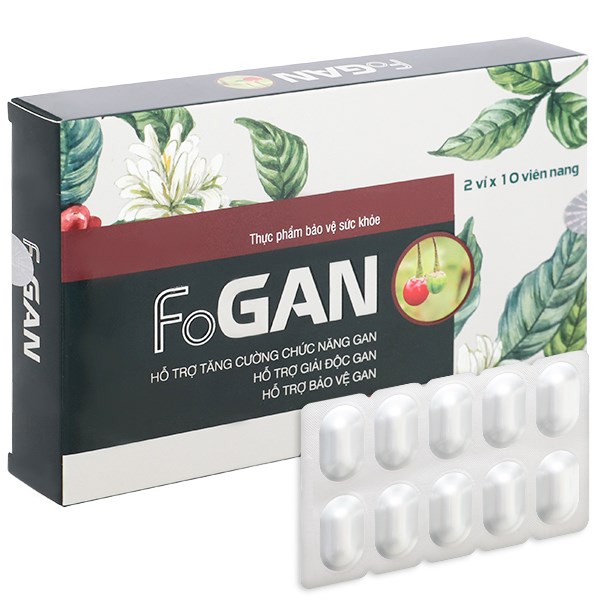 FoGAN
2 vỉ x 10 viên nang
Thực phẩm bảo vệ sức khỏe
FoGAN
HỖ TRỢ TĂNG CƯỜNG CHỨC NĂNG GAN
HỖ TRỢ GIẢI ĐỘC GAN
HỖ TRỢ BẢO VỆ GAN
FoGAN